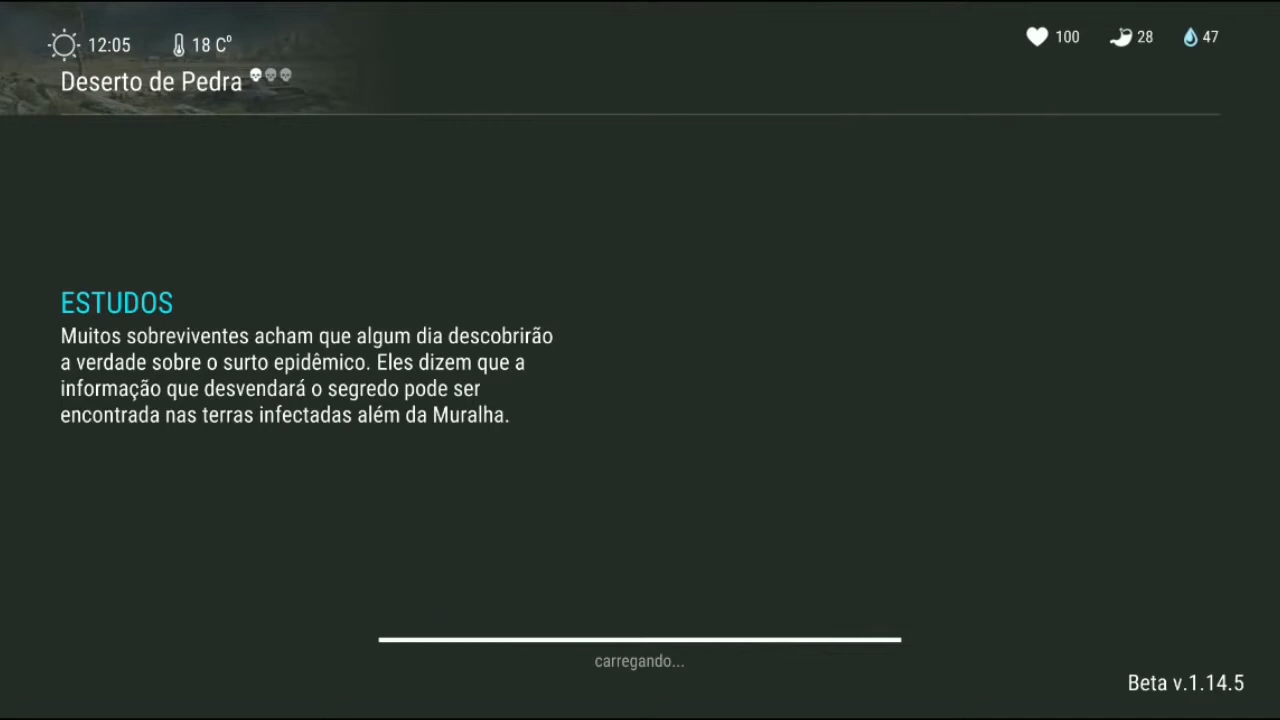 12:05 18 Cº
100 28 47
Deserto de Pedra
ESTUDOS
Muitos sobreviventes acham que algum dia descobrirão
a verdade sobre o surto epidêmico. Eles dizem que a
informação que desvendará o segredo pode ser
encontrada nas terras infectadas além da Muralha.
carregando...
Beta v.1.14.5